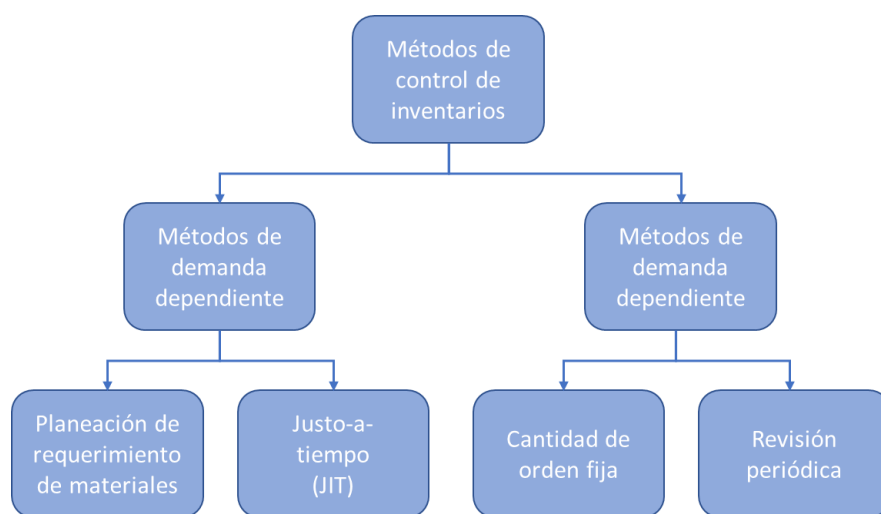 Métodos de
control de
inventarios
Métodos de
demanda
dependiente
Métodos de
demanda
dependiente
Planeación de
requerimiento
de materiales
Justo-a-
tiempo
(JIT)
Cantidad de
orden fija
Revisión
periódica